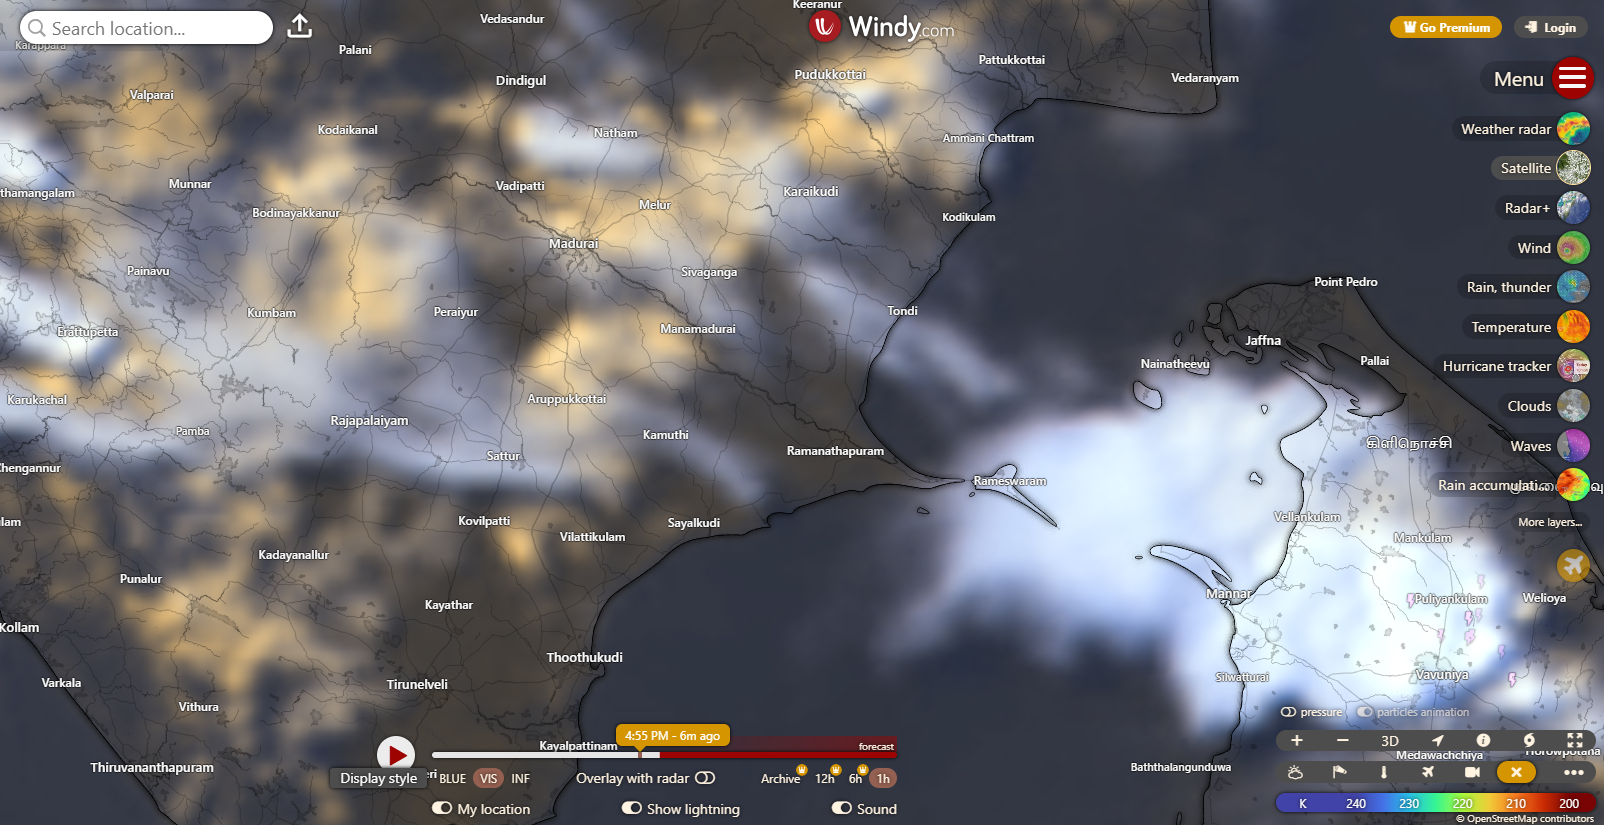 Search location...
Keeranur
Vedasandur
Windy.com
Go Premium
Login
Karappara
Palani
Pattukkottai
Pudukkottai
Vedaranyam
Dindigul
Menu
Valparai
Kodaikanal
Natham
Ammani Chattram
Weather radar
Satellite
Munnar
thamangalam
Vadipatti
Karaikudi
Bodinayakkanur
Melur
Kodikulam
Radar+
Madurai
Wind
Painavu
Sivaganga
Point Pedro
Rain, thunder
Kumbam
Peraiyur
Tondi
Erattupetta
Manamadurai
Temperature
Jaffna
Nainatheevu
Pallai
Hurricane tracker
Karukachal
Aruppukkottai
Clouds
Rajapalaiyam
Pamba
Kamuthi
கிளிநொச்சி
Waves
Sattur
Ramanathapuram
Chengannur
Rameswaram
Rain accumulati...
lam
Kovilpatti
Sayalkudi
Vellankulam
More layers...
Vilattikulam
Mankulam
Kadayanallur
Punalur
Mannar
Puliyankulam
Welioya
Kayathar
Kollam
Thoothukudi
Silwatturai
Vavuniya
Varkala
Tirunelveli
Vithura
pressure
particles animation
4:55 PM - 6m ago
Kayalpattinam
forecast
3D
Medawachchiya
Horowpotana
Thiruvananthapuram
Baththalangunduwa
Display style
eri
BLUE
VIS
INF
Overlay with radar
Archive
12h
6h
1h
My location
Show lightning
Sound
K 240 230 220 210 200
© OpenStreetMap contributors